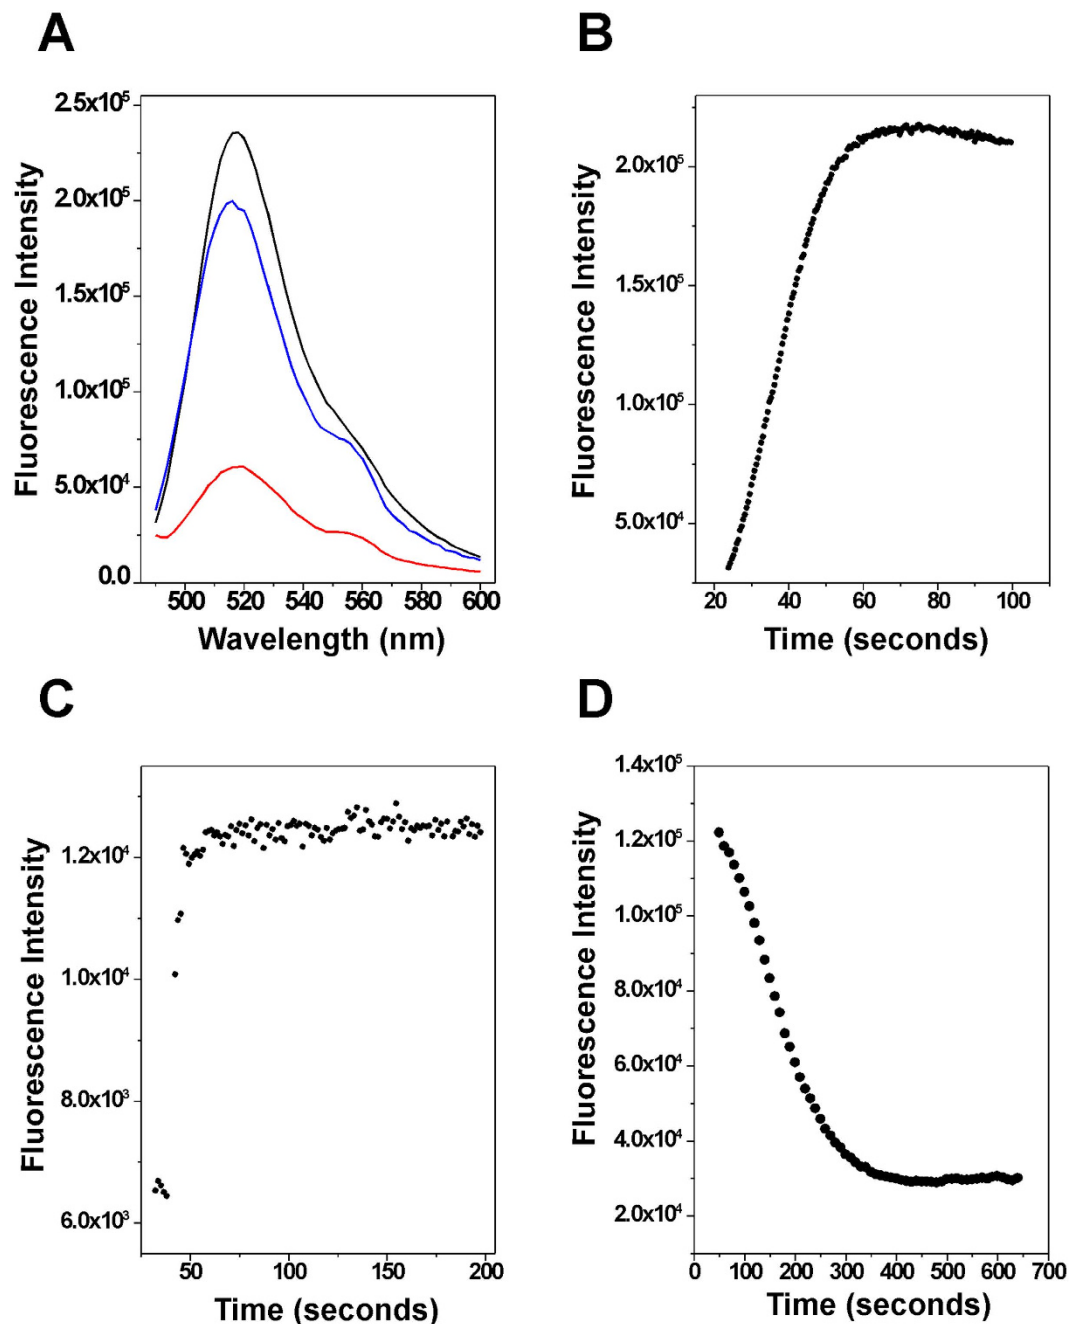 A
B
2.5x10⁵
2.0x10⁵
1.5x10⁵
1.0x10⁵
5.0x10⁴
0.0
Fluorescence Intensity
500 520 540 560 580 600
Wavelength (nm)
2.0x10⁵
1.5x10⁵
1.0x10⁵
5.0x10⁴
Fluorescence Intensity
20 40 60 80 100
Time (seconds)
C
D
1.2x10⁴
1.0x10⁴
8.0x10³
6.0x10³
Fluorescence Intensity
50 100 150 200
Time (seconds)
1.4x10⁵
1.2x10⁵
1.0x10⁵
8.0x10⁴
6.0x10⁴
4.0x10⁴
2.0x10⁴
Fluorescence Intensity
0 100 200 300 400 500 600 700
Time (seconds)